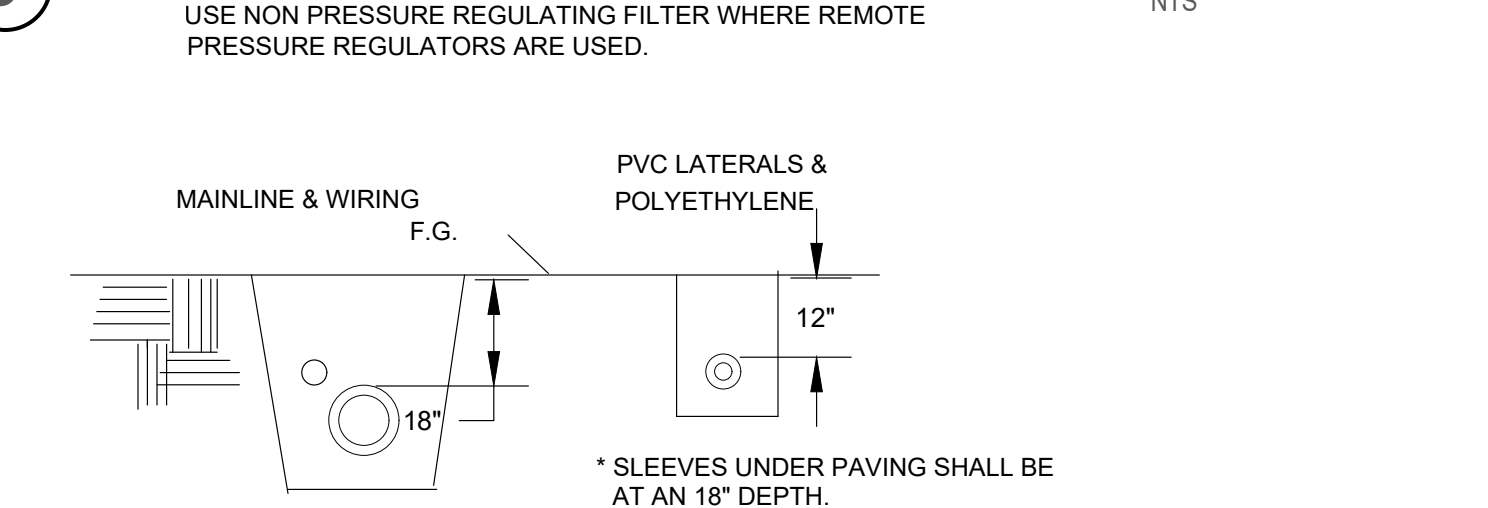 USE NON PRESSURE REGULATING FILTER WHERE REMOTE
PRESSURE REGULATORS ARE USED.
NTS
MAINLINE & WIRING
F.G.
PVC LATERALS &
POLYETHYLENE
12"
18"
* SLEEVES UNDER PAVING SHALL BE
AT AN 18" DEPTH.